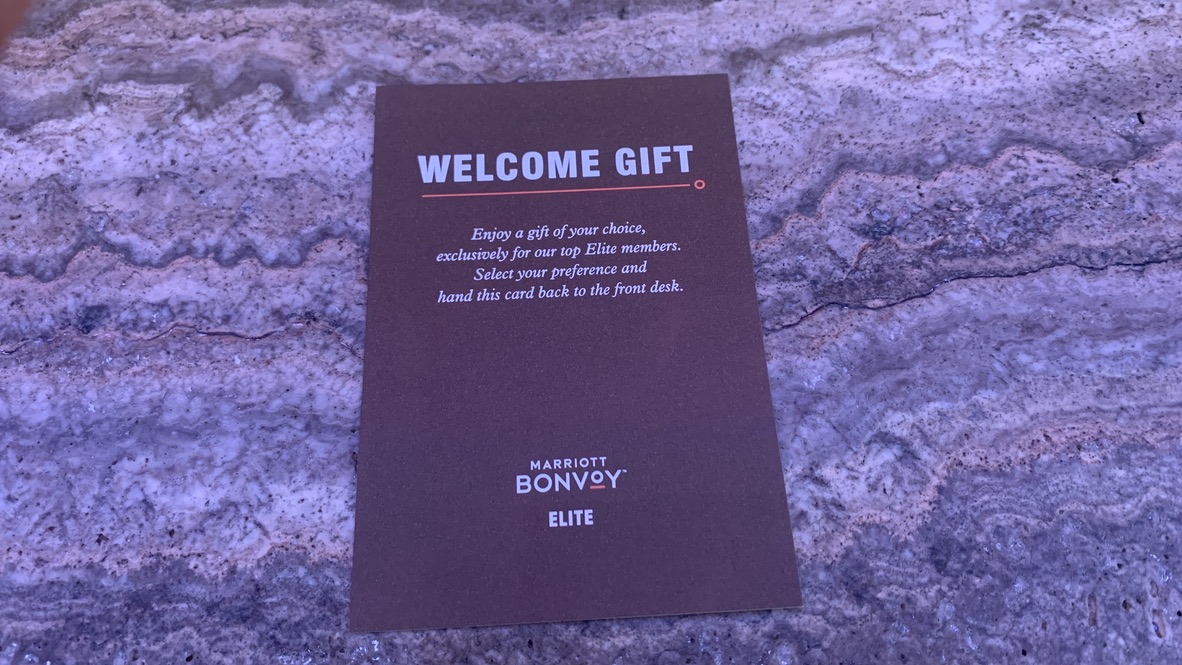 WELCOME GIFT
Enjoy a gift of your choice,
exclusively for our top Elite members.
Select your preference and
hand this card back to the front desk.
MARRIOTT
BONVOY™
ELITE